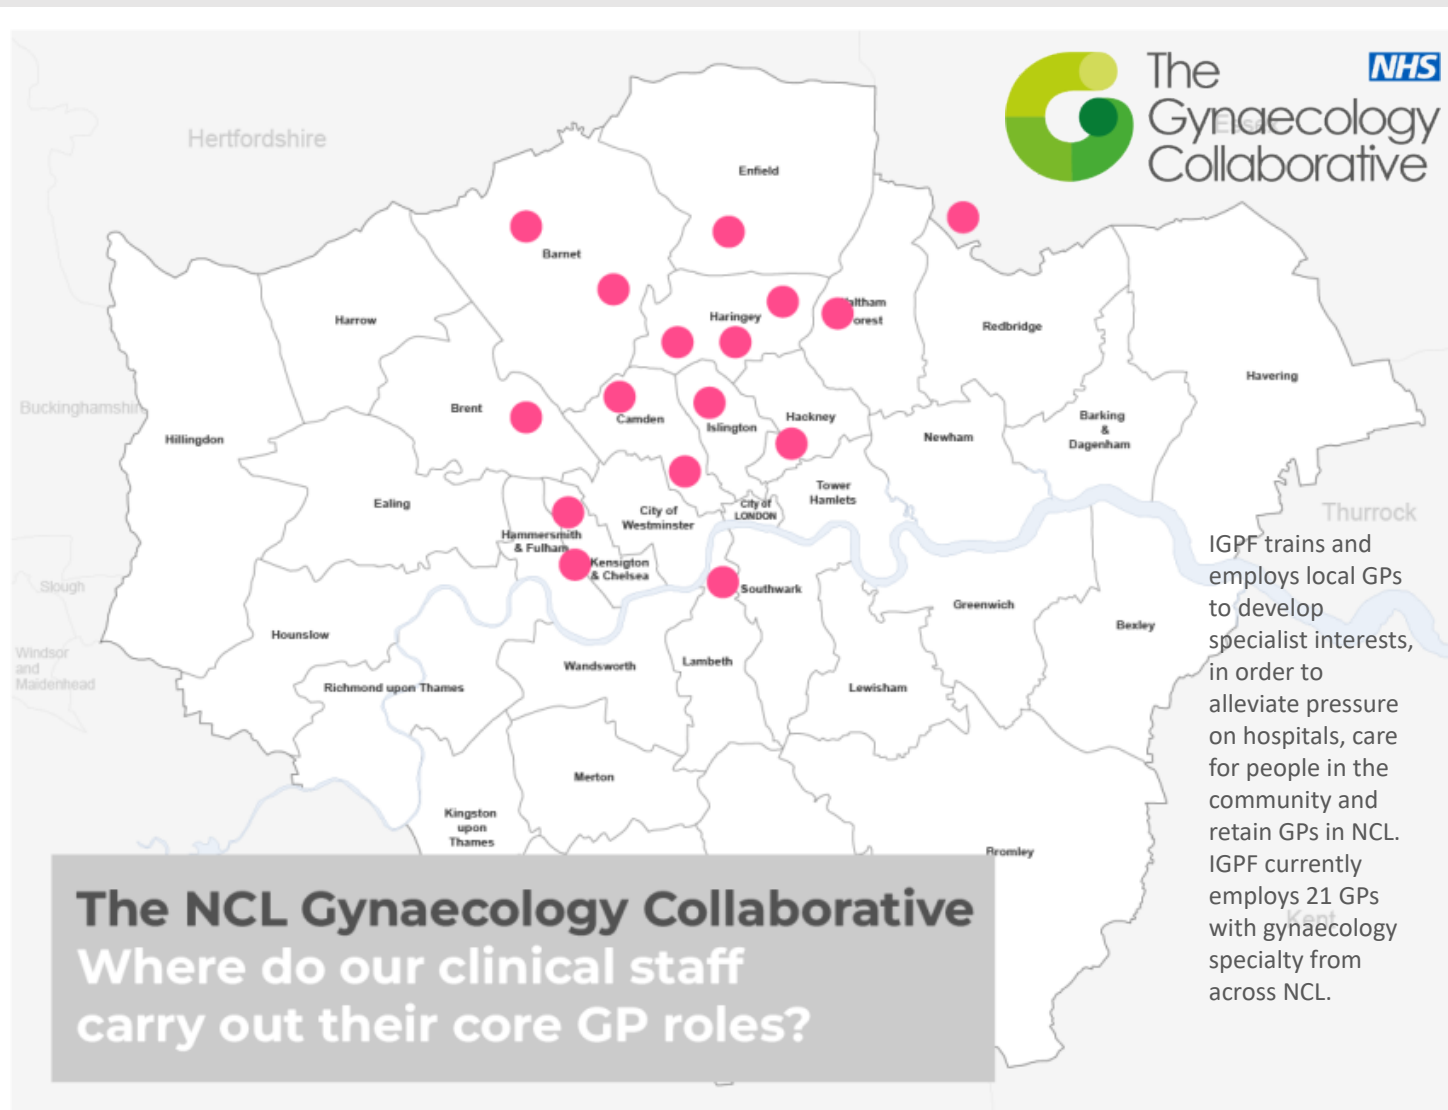 The
Gynaecology
Collaborative
NHS
Essex
Hertfordshire
Enfield
Barnet
Harrow
Haringey
Waltham
Forest
Redbridge
Havering
Buckinghamshire
Hillingdon
Brent
Camden
Islington
Hackney
Newham
Barking
&
Dagenham
Ealing
Tower
Hamlets
City of
Westminster
City of
LONDON
Hammersmith
& Fulham
Kensigton
& Chelsea
Thurrock
Slough
Southwark
Greenwich
Bexley
Hounslow
Windsor
and
Maidenhead
Richmond upon Thames
Wandsworth
Lambeth
Lewisham
Merton
Kingston
upon
Thames
Bromley
Kent
IGPF trains and
employs local GPs
to develop
specialist interests,
in order to
alleviate pressure
on hospitals, care
for people in the
community and
retain GPs in NCL.
IGPF currently
employs 21 GPs
with gynaecology
specialty from
across NCL.
The NCL Gynaecology Collaborative
Where do our clinical staff
carry out their core GP roles?